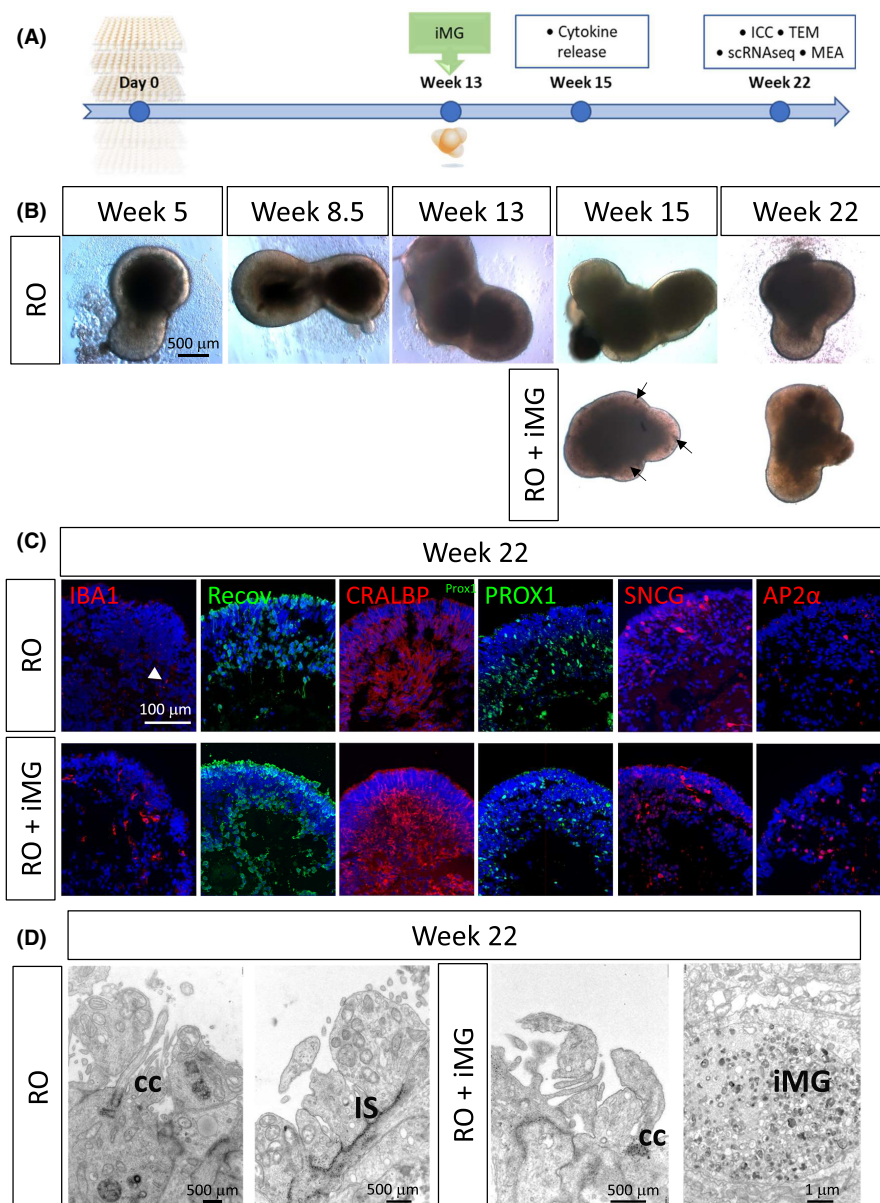 (A)
iMG
• Cytokine
release
• ICC • TEM
• scRNAseq • MEA
Day 0
Week 13
Week 15
Week 22
(B)
Week 5
Week 8.5
Week 13
Week 15
Week 22
RO
500 µm
RO + iMG
(C)
Week 22
RO
IBA1
Recov
CRALBP
Prox1
PROX1
SNCG
AP2α
100 µm
RO + iMG
(D)
Week 22
RO
cc
500 µm
IS
500 µm
RO + iMG
cc
500 µm
iMG
1 µm